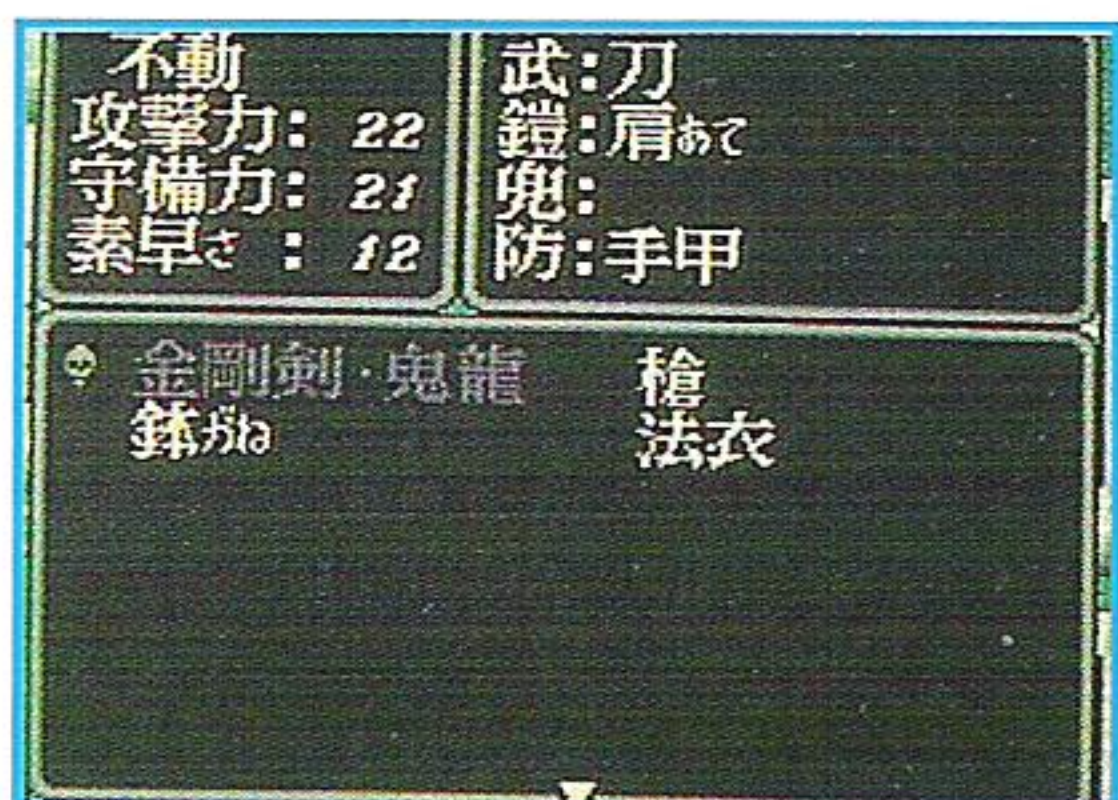 不動
攻撃力： 22
守備力： 21
素早さ： 12
武：刀
鎧：肩あて
兜：
防：手甲
金剛剣・鬼龍 槍
鉢がね 法衣